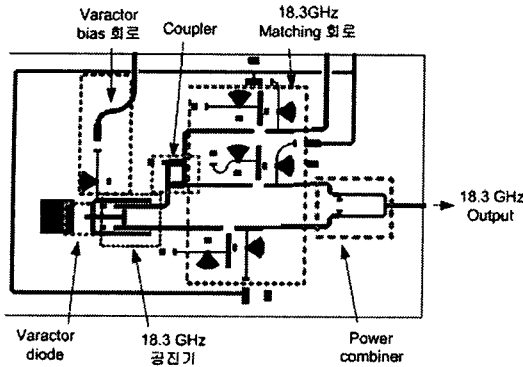 Varactor
bias 회로
Coupler
18.3GHz
Matching 회로
18.3 GHz
Output
Varactor
diode
18.3 GHz
공진기
Power
combiner